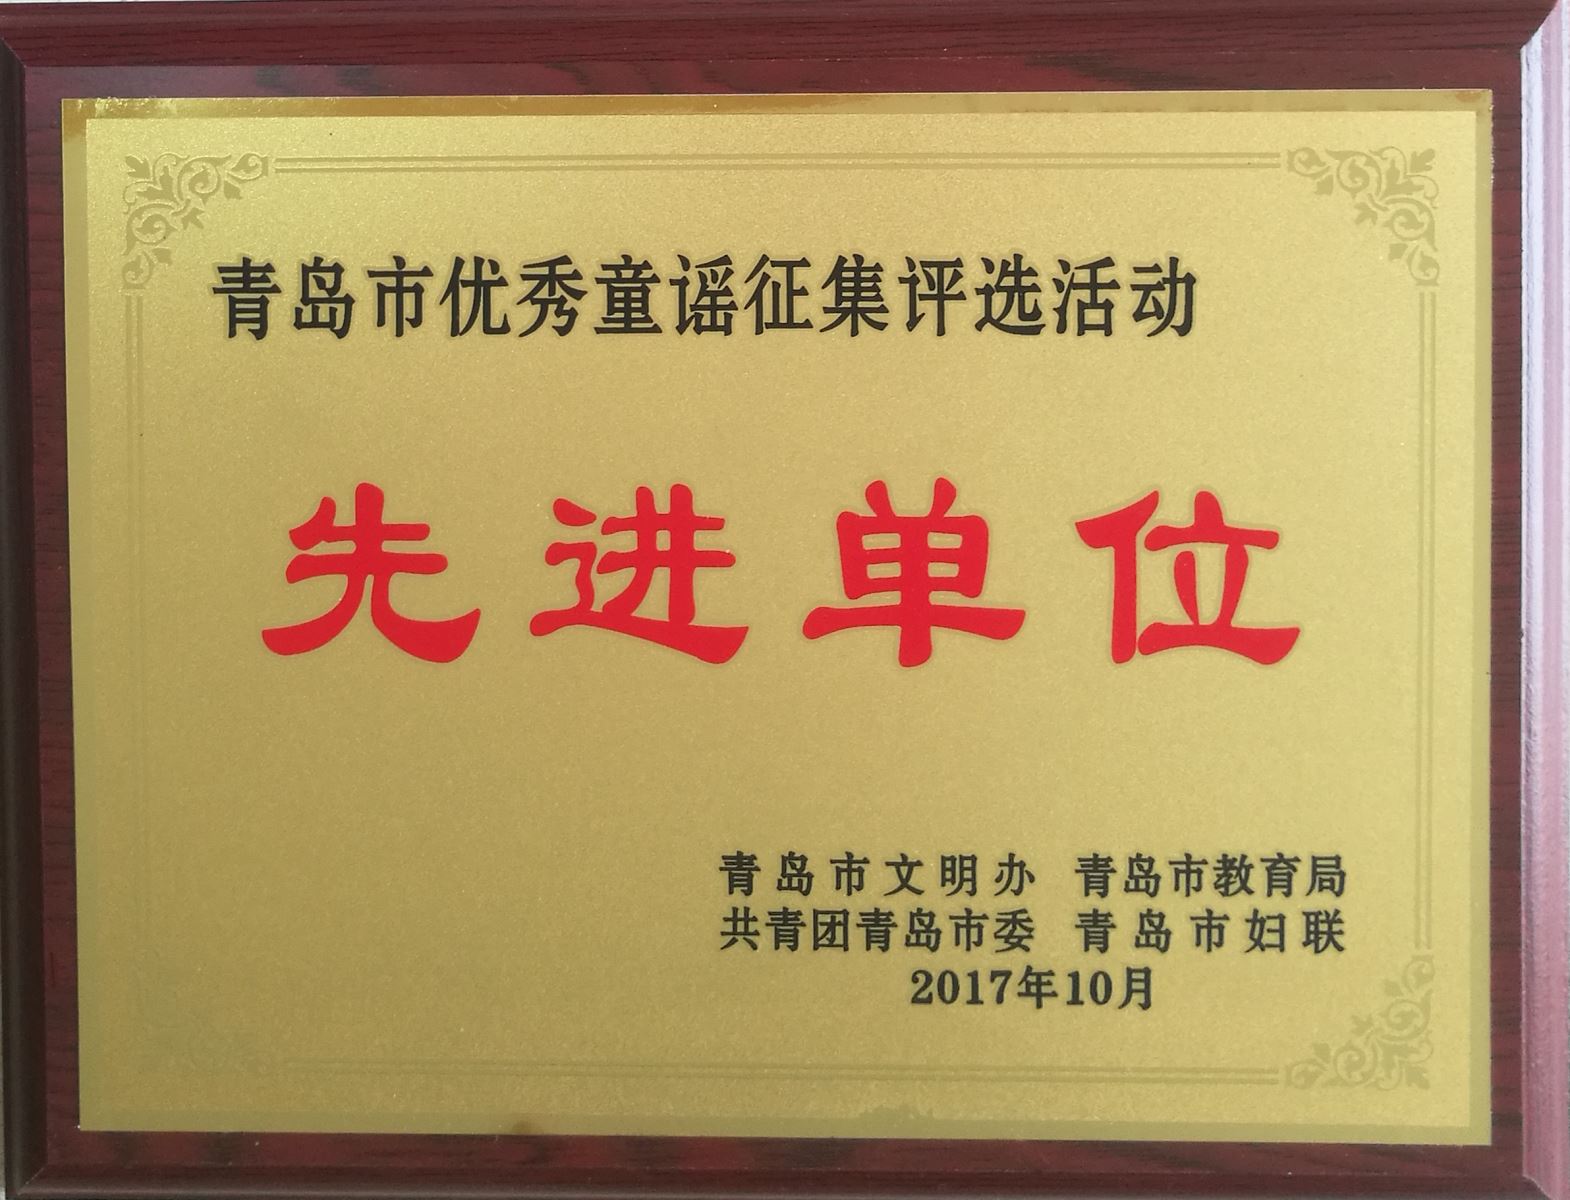 青岛市优秀童谣征集评选活动
先进单位
青岛市文明办 青岛市教育局
共青团青岛市委 青岛市妇联
2017年10月